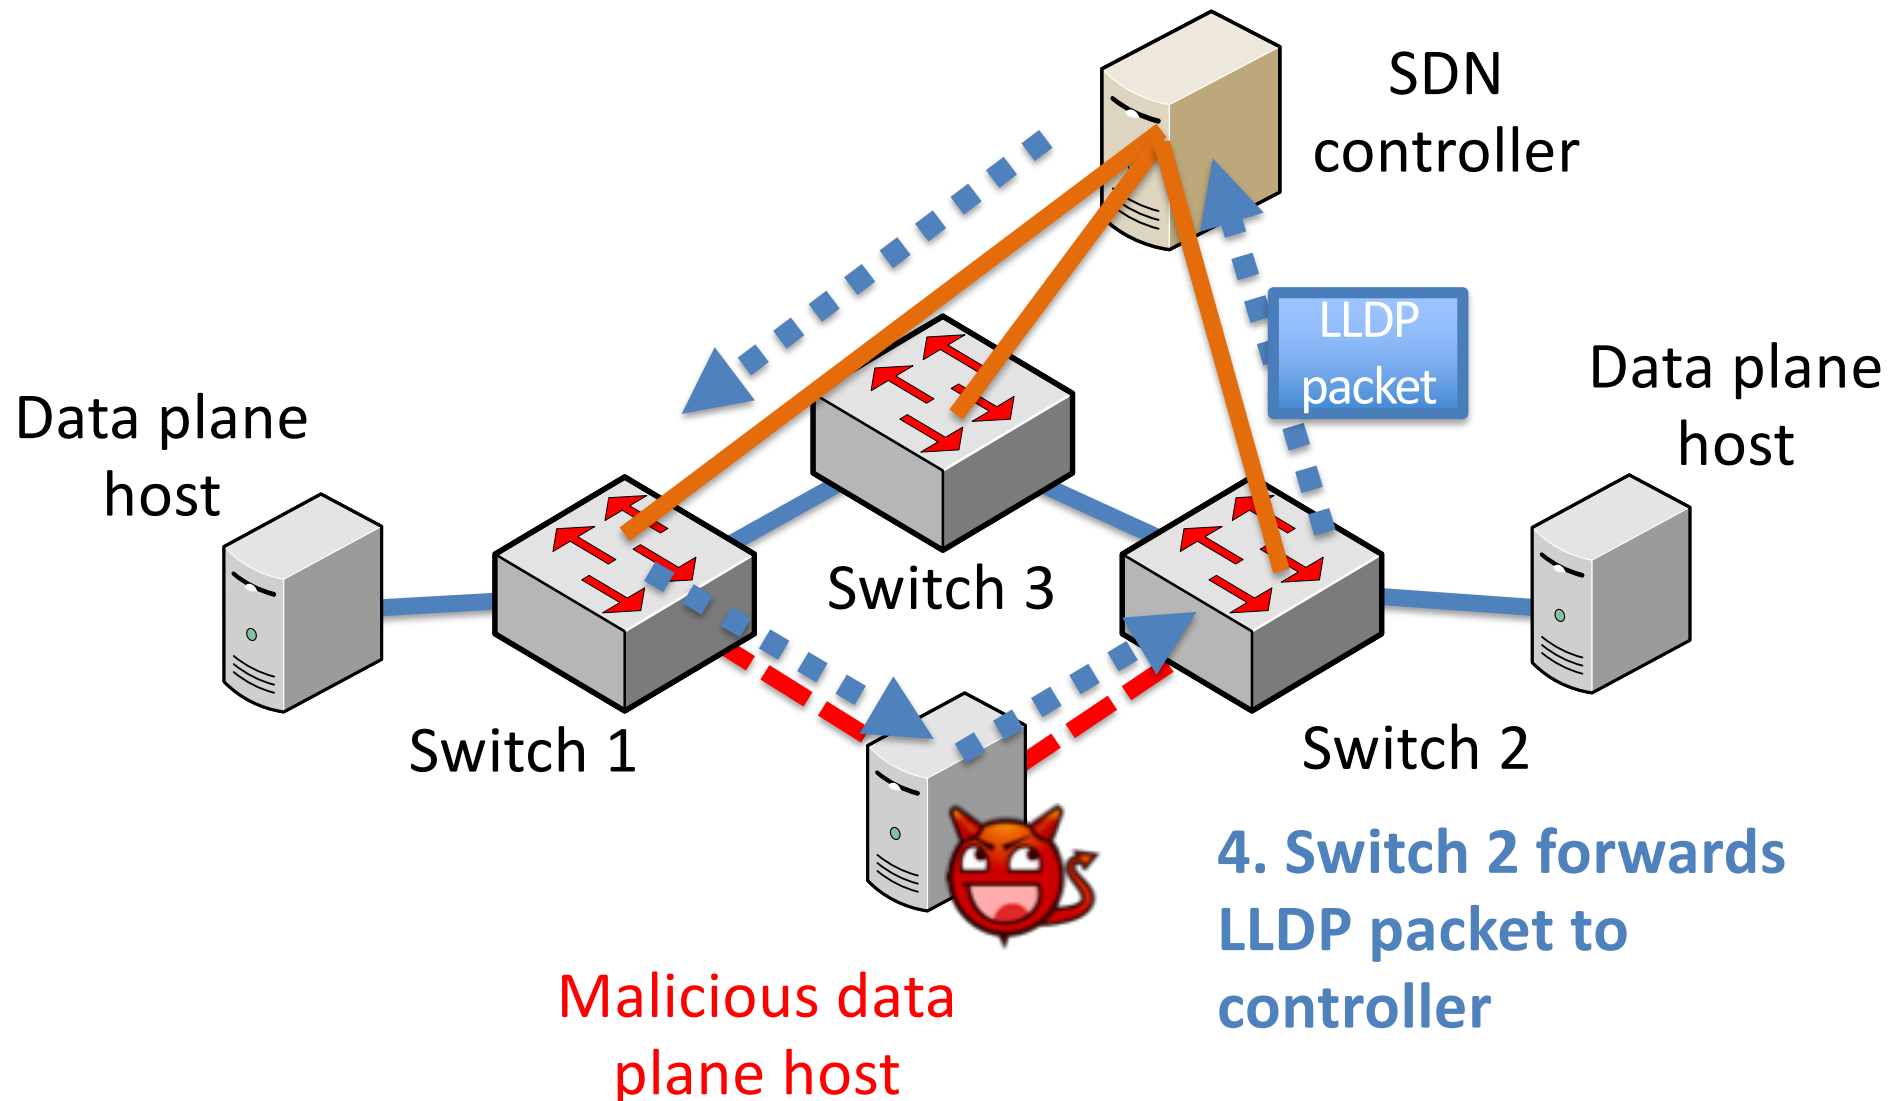 SDN
controller
LLDP
packet
Data plane
host
Data plane
host
Switch 3
Switch 1
Switch 2
4. Switch 2 forwards
LLDP packet to
controller
Malicious data
plane host